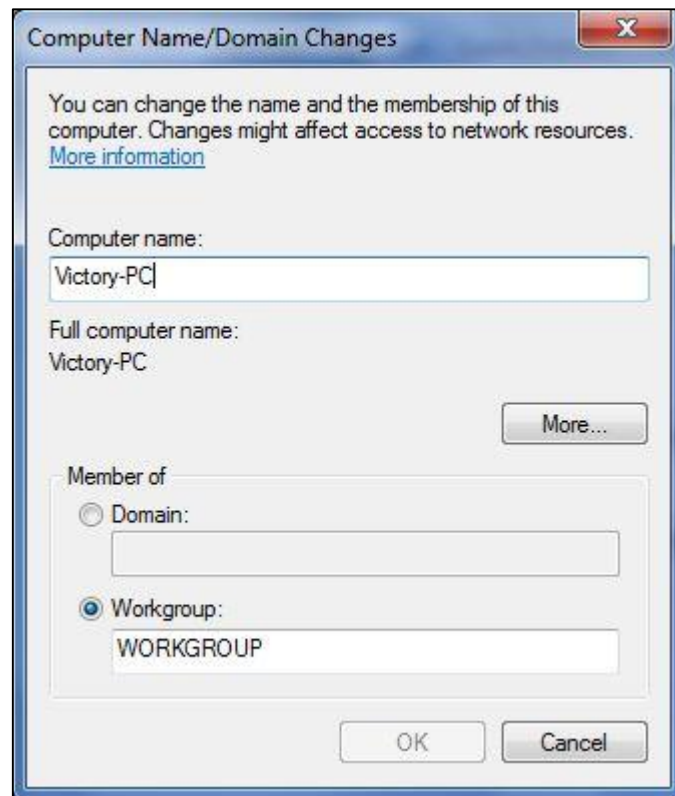 Computer Name/Domain Changes
You can change the name and the membership of this
computer. Changes might affect access to network resources.
More information
Computer name:
Victory-PC
Full computer name:
Victory-PC
More...
Member of
Domain:
Workgroup:
WORKGROUP
OK
Cancel